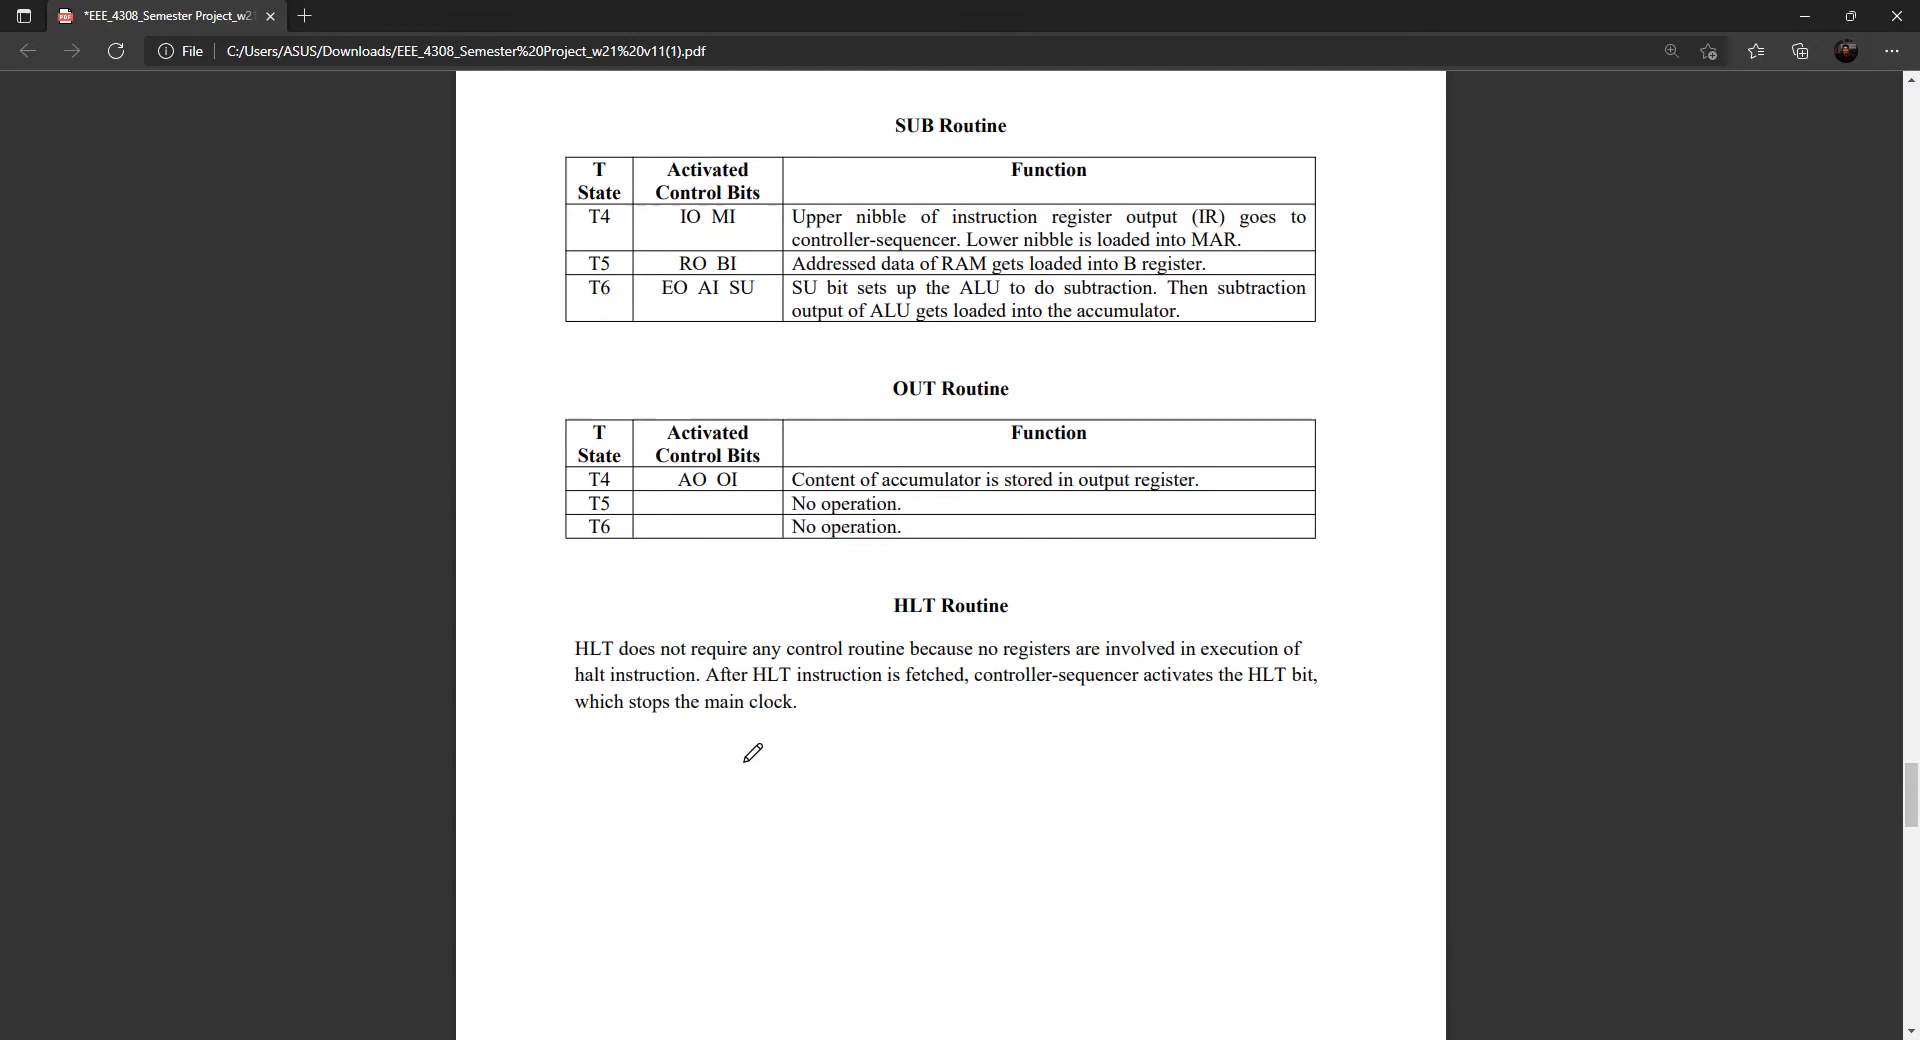 *EEE_4308_Semester Project_w21
File
C:/Users/ASUS/Downloads/EEE_4308_Semester%20Project_w21%20v11(1).pdf
SUB Routine
T State Activated Control Bits Function
T4 IO MI Upper nibble of instruction register output (IR) goes to
controller-sequencer. Lower nibble is loaded into MAR.
T5 RO BI Addressed data of RAM gets loaded into B register.
T6 EO AI SU SU bit sets up the ALU to do subtraction. Then subtraction
output of ALU gets loaded into the accumulator.
OUT Routine
T State Activated Control Bits Function
T4 AO OI Content of accumulator is stored in output register.
T5 No operation.
T6 No operation.
HLT Routine
HLT does not require any control routine because no registers are involved in execution of
halt instruction. After HLT instruction is fetched, controller-sequencer activates the HLT bit,
which stops the main clock.